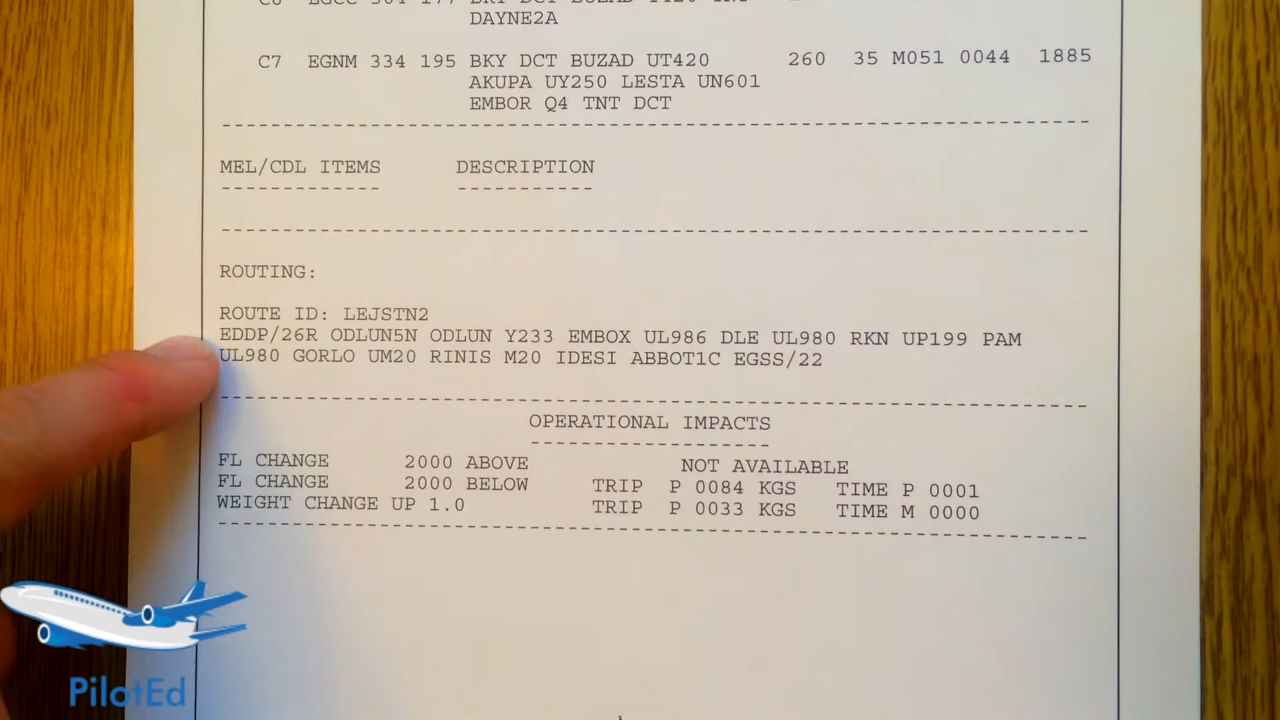 DAYNE2A
C7 EGNM 334 195 BKY DCT BUZAD UT420 260 35 M051 0044 1885
AKUPA UY250 LESTA UN601
EMBOR Q4 TNT DCT
MEL/CDL ITEMS DESCRIPTION
ROUTING:
ROUTE ID: LEJSTN2
EDDP/26R ODLUN5N ODLUN Y233 EMBOX UL986 DLE UL980 RKN UP199 PAM
UL980 GORLO UM20 RINIS M20 IDESI ABBOT1C EGSS/22
OPERATIONAL IMPACTS
FL CHANGE 2000 ABOVE NOT AVAILABLE
FL CHANGE 2000 BELOW TRIP P 0084 KGS TIME P 0001
WEIGHT CHANGE UP 1.0 TRIP P 0033 KGS TIME M 0000
PilotEd